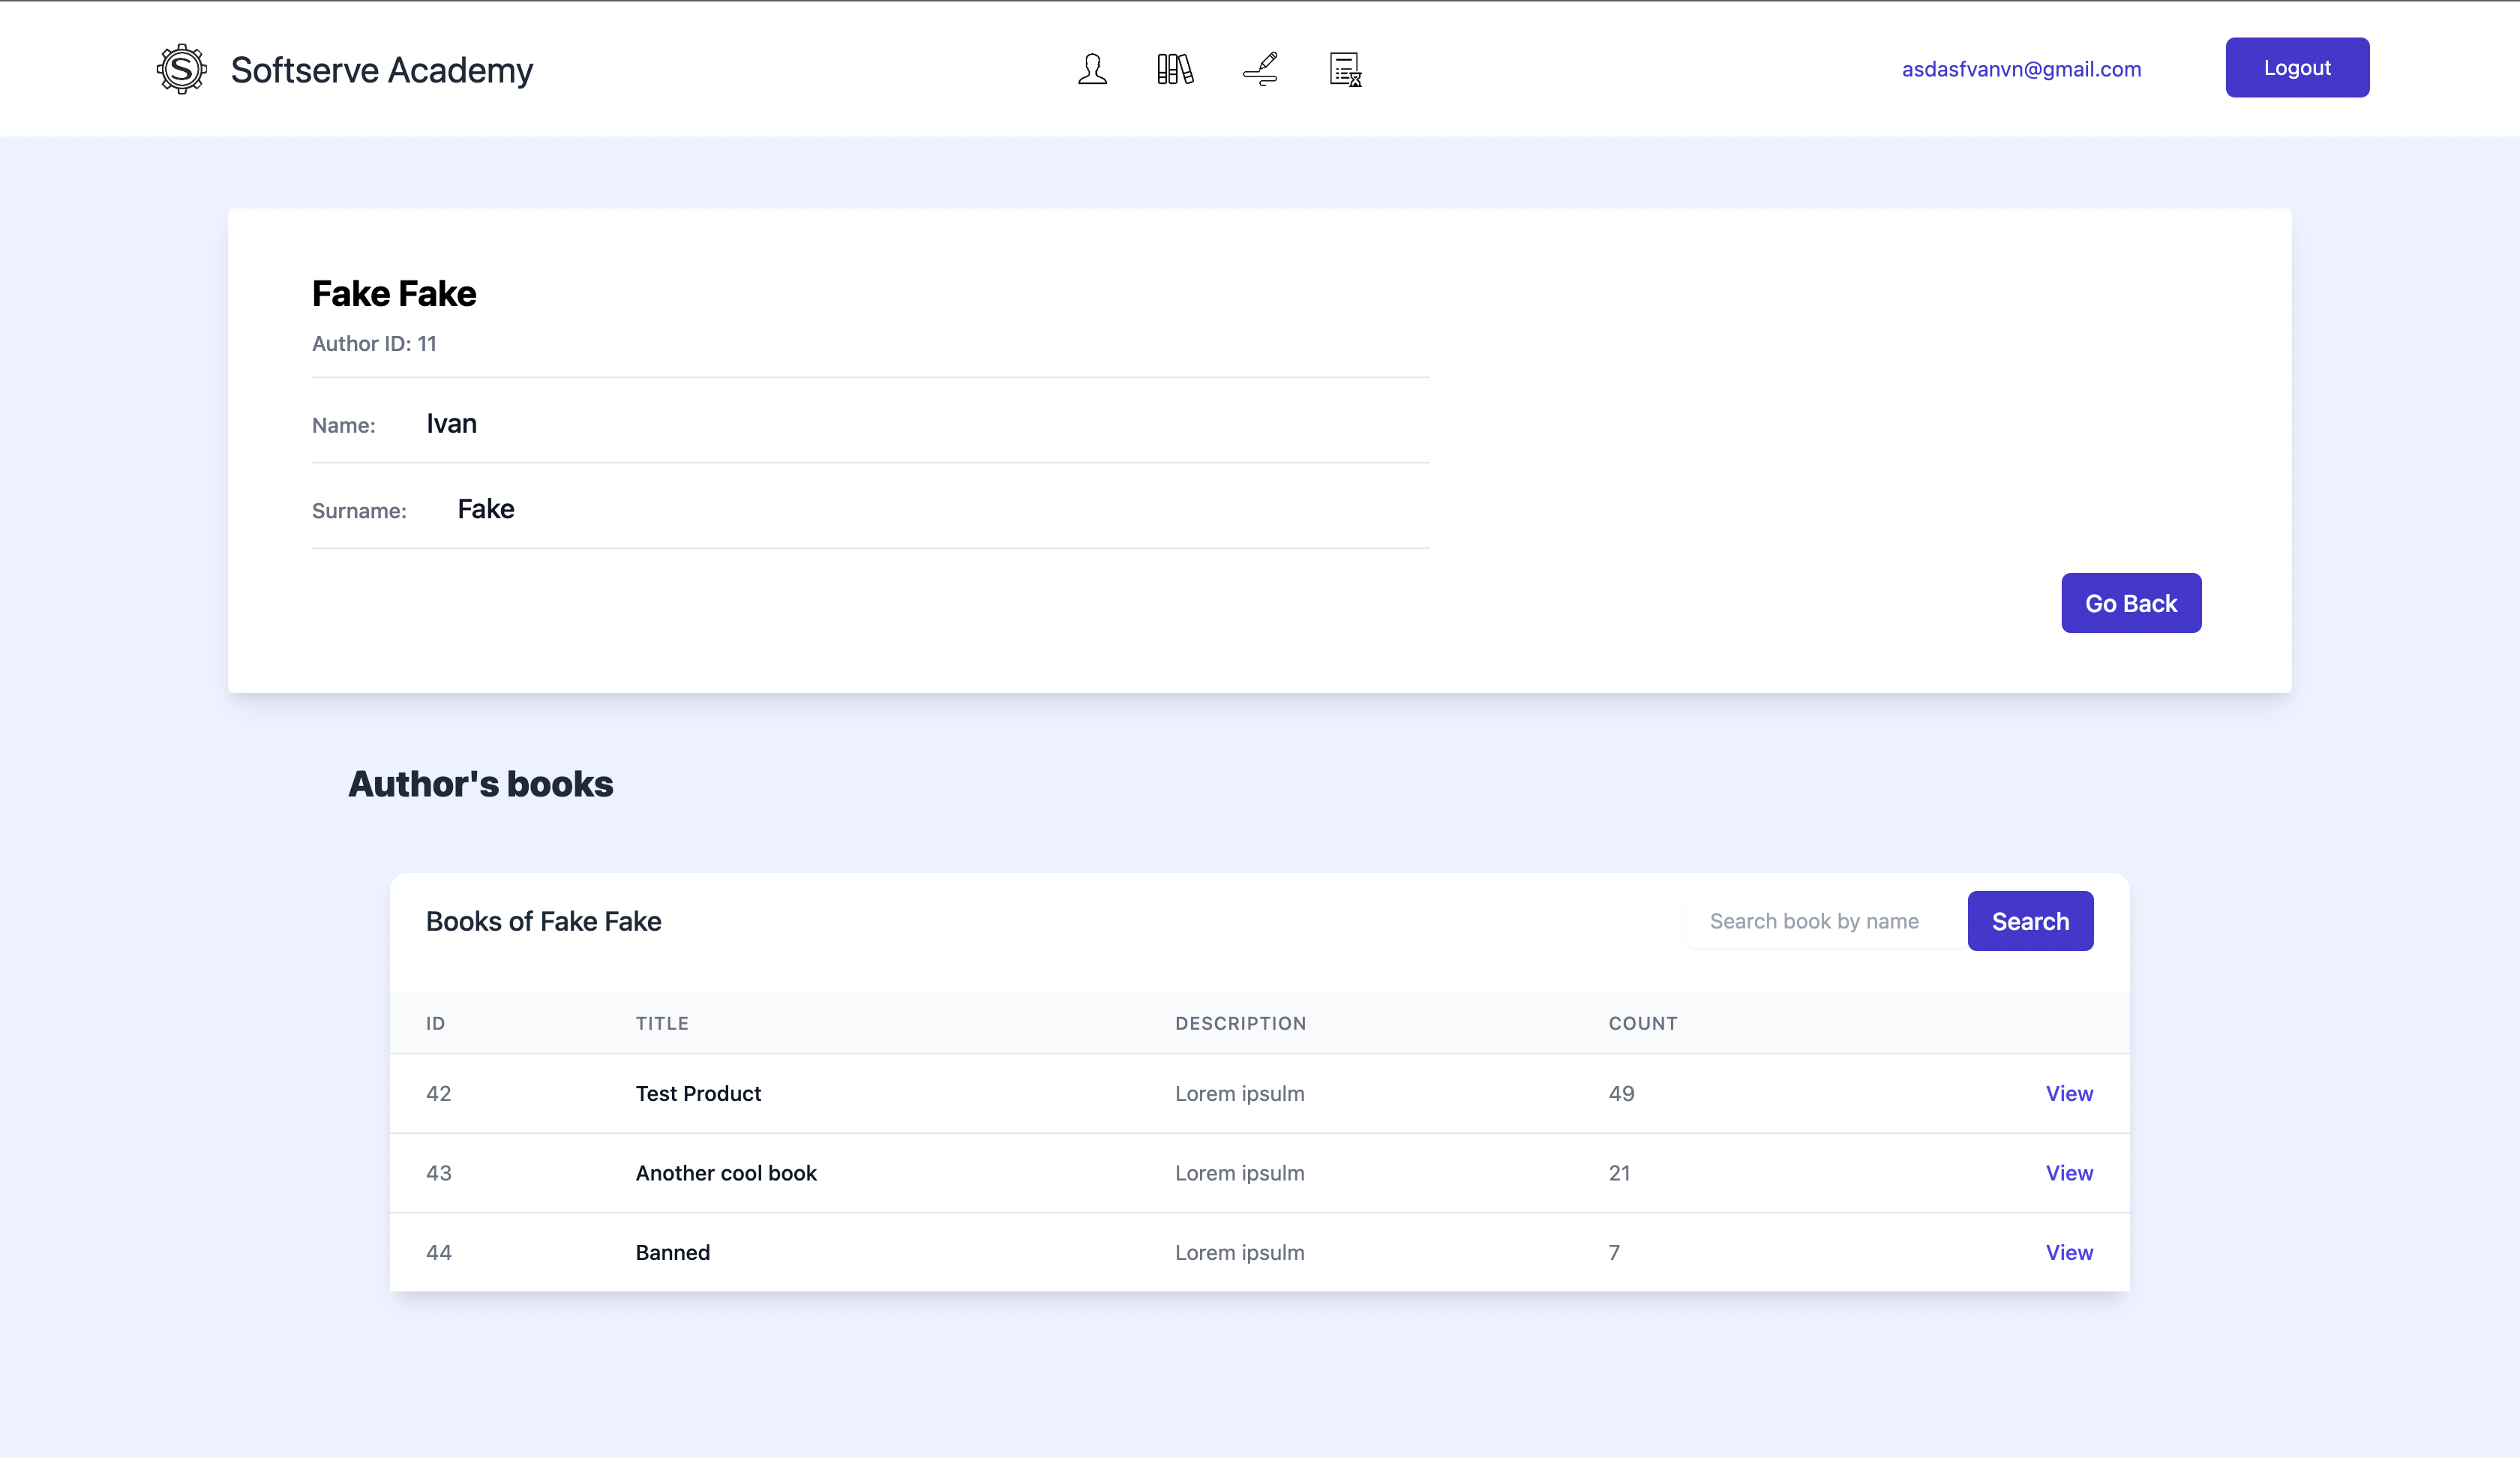 Softserve Academy
asdasfvanvn@gmail.com
Logout
Fake Fake
Author ID: 11
Name: Ivan
Surname: Fake
Go Back
Author's books
Books of Fake Fake
Search book by name
Search
ID TITLE DESCRIPTION COUNT
42 Test Product Lorem ipsulm 49 View
43 Another cool book Lorem ipsulm 21 View
44 Banned Lorem ipsulm 7 View